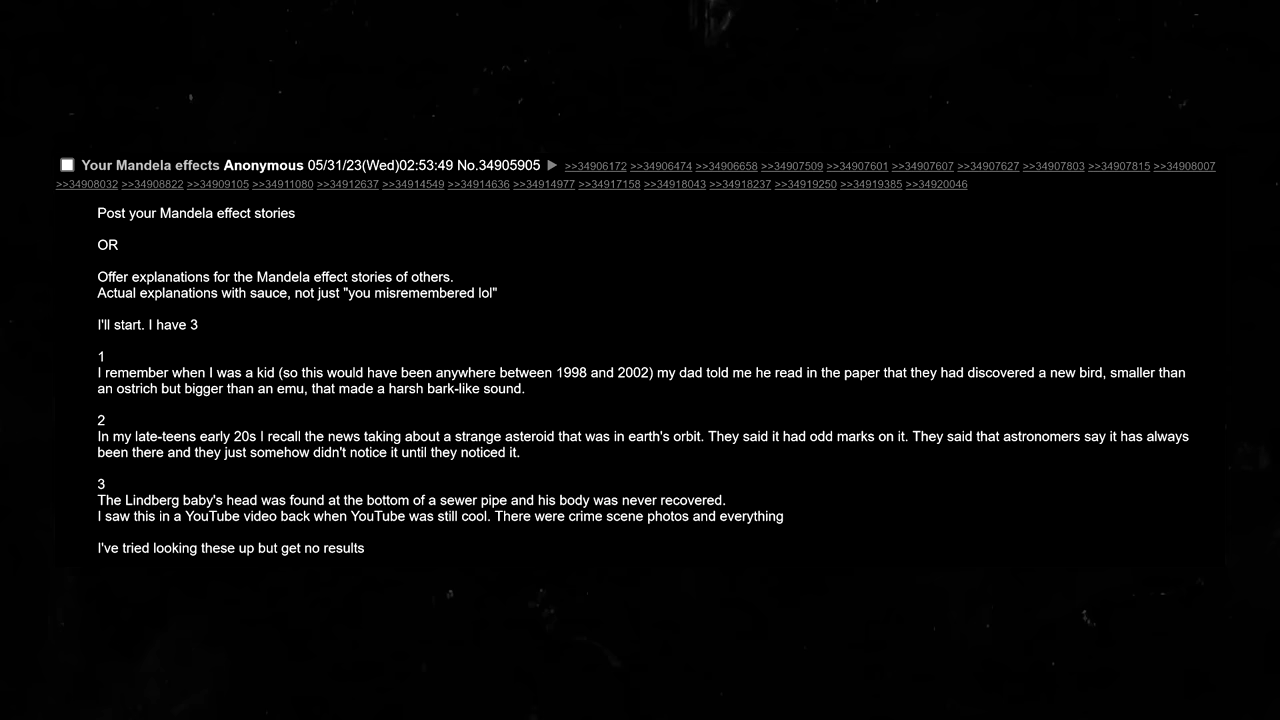 Your Mandela effects Anonymous 05/31/23(Wed)02:53:49 No.34905905 ▶ >>34906172 >>34906474 >>34906658 >>34907509 >>34907601 >>34907607 >>34907627 >>34907803 >>34907815 >>34908007
>>34908032 >>34908822 >>34909105 >>34911080 >>34912637 >>34914549 >>34914636 >>34914977 >>34917158 >>34918043 >>34918237 >>34919250 >>34919385 >>34920046
Post your Mandela effect stories
OR
Offer explanations for the Mandela effect stories of others.
Actual explanations with sauce, not just "you misremembered lol"
I'll start. I have 3
1
I remember when I was a kid (so this would have been anywhere between 1998 and 2002) my dad told me he read in the paper that they had discovered a new bird, smaller than
an ostrich but bigger than an emu, that made a harsh bark-like sound.
2
In my late-teens early 20s I recall the news taking about a strange asteroid that was in earth's orbit. They said it had odd marks on it. They said that astronomers say it has always
been there and they just somehow didn't notice it until they noticed it.
3
The Lindberg baby's head was found at the bottom of a sewer pipe and his body was never recovered.
I saw this in a YouTube video back when YouTube was still cool. There were crime scene photos and everything
I've tried looking these up but get no results